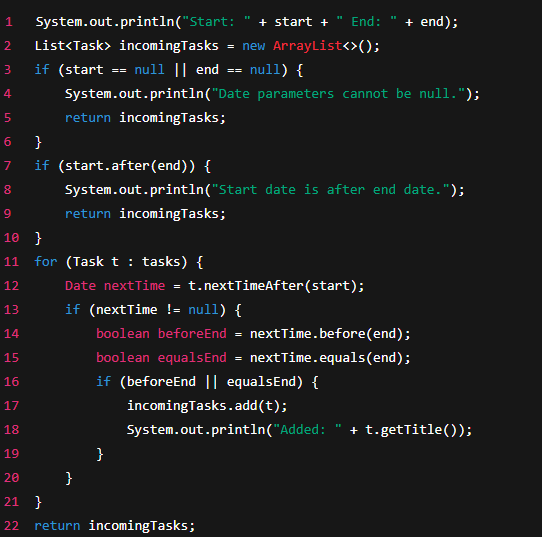 1 System.out.println("Start: " + start + " End: " + end);
2 List<Task> incomingTasks = new ArrayList<>();
3 if (start == null || end == null) {
4     System.out.println("Date parameters cannot be null.");
5     return incomingTasks;
6 }
7 if (start.after(end)) {
8     System.out.println("Start date is after end date.");
9     return incomingTasks;
10 }
11 for (Task t : tasks) {
12     Date nextTime = t.nextTimeAfter(start);
13     if (nextTime != null) {
14         boolean beforeEnd = nextTime.before(end);
15         boolean equalsEnd = nextTime.equals(end);
16         if (beforeEnd || equalsEnd) {
17             incomingTasks.add(t);
18             System.out.println("Added: " + t.getTitle());
19         }
20     }
21 }
22 return incomingTasks;